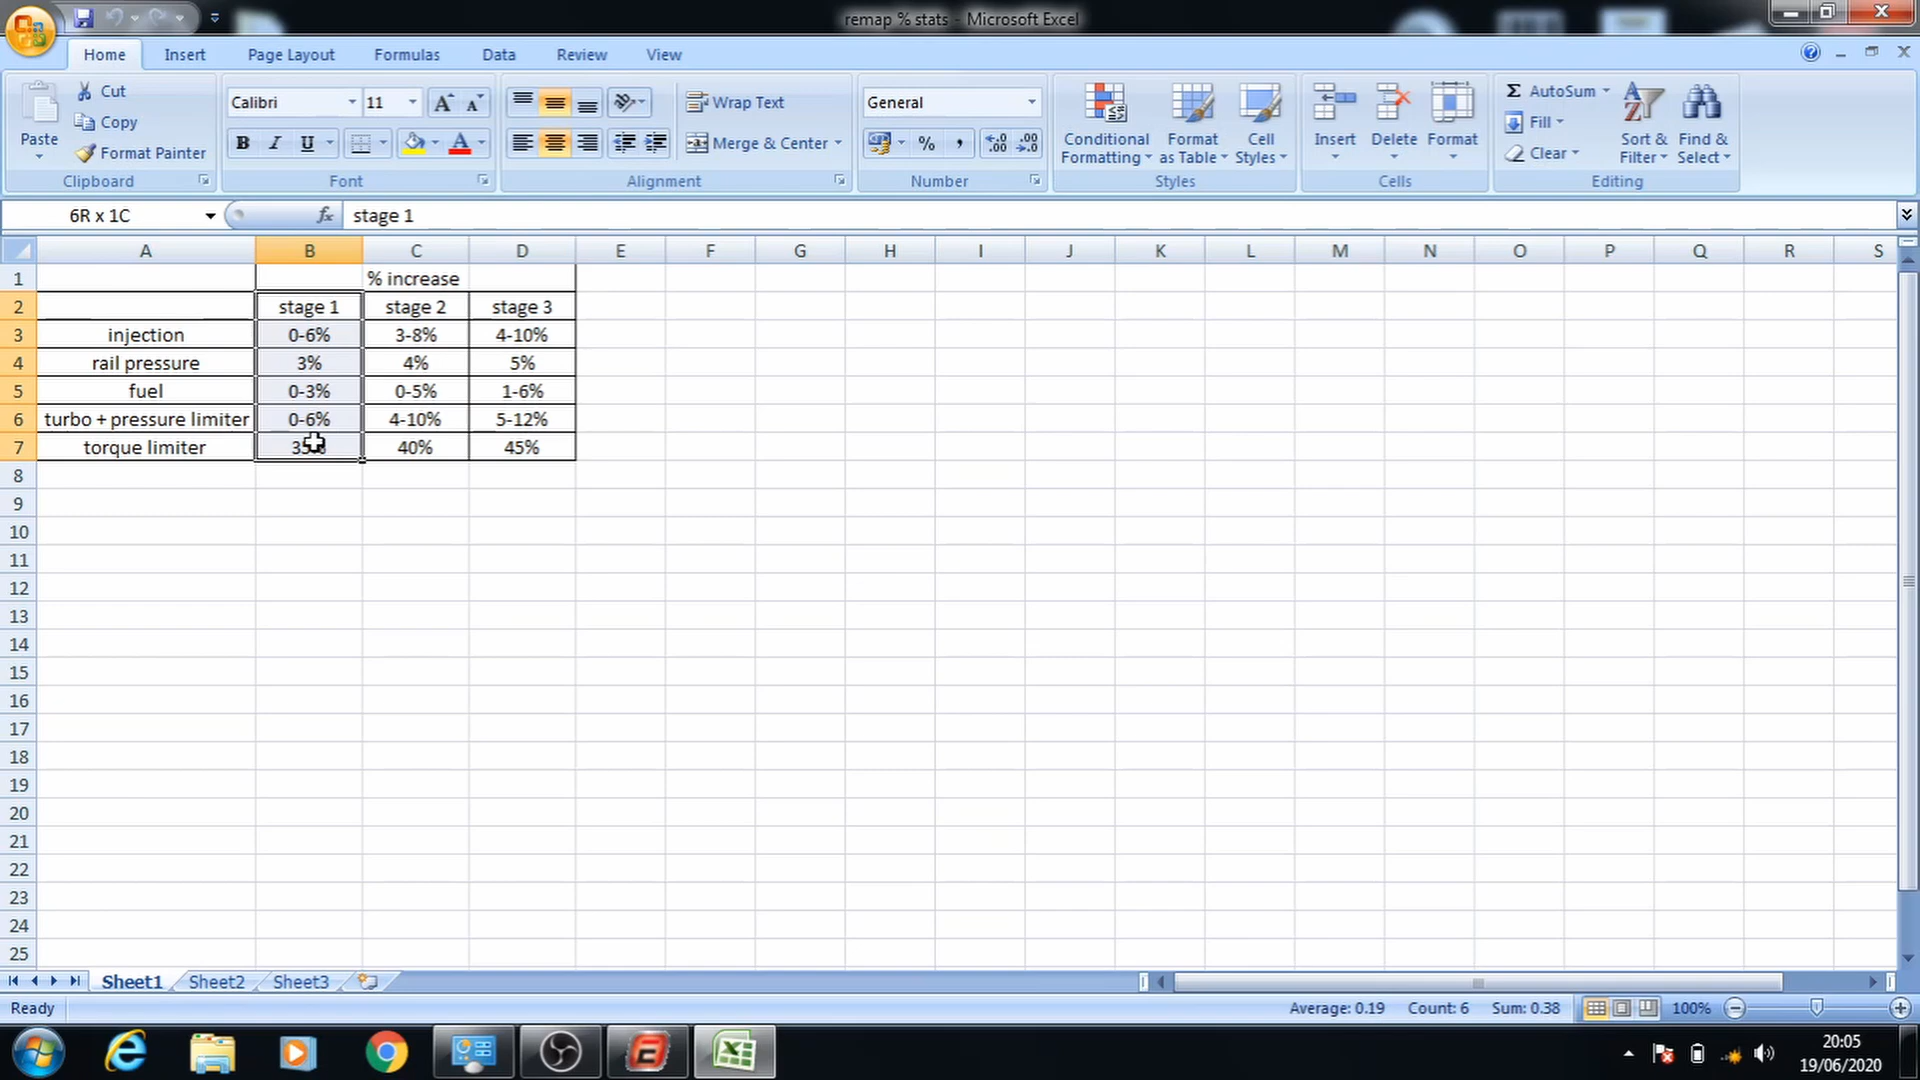 remap % stats - Microsoft Excel
Home Insert Page Layout Formulas Data Review View
Paste Cut Copy Format Painter Clipboard
Calibri 11 B I U Font
Wrap Text Merge & Center Alignment
General % , Number
Conditional Formatting Format as Table Cell Styles Styles
Insert Delete Format Cells
Σ AutoSum Fill Clear Sort & Filter Find & Select Editing
6R x 1C fx stage 1
A B C D E F G H I J K L M N O P Q R S
1 % increase
2 stage 1 stage 2 stage 3
3 injection 0-6% 3-8% 4-10%
4 rail pressure 3% 4% 5%
5 fuel 0-3% 0-5% 1-6%
6 turbo + pressure limiter 0-6% 4-10% 5-12%
7 torque limiter 40% 45%
8
9
10
11
12
13
14
15
16
17
18
19
20
21
22
23
24
25
Sheet1 Sheet2 Sheet3
Ready Average: 0.19 Count: 6 Sum: 0.38 100%
20:05
19/06/2020